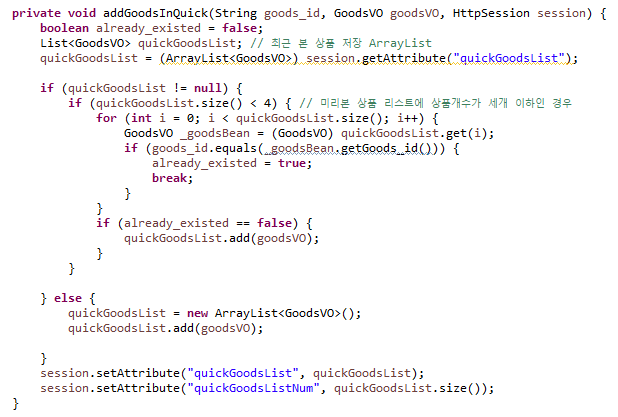 private void addGoodsInQuick(String goods_id, GoodsVO goodsVO, HttpSession session) {
boolean already_existed = false;
List<GoodsVO> quickGoodsList; // 최근 본 상품 저장 ArrayList
quickGoodsList = (ArrayList<GoodsVO>) session.getAttribute("quickGoodsList");
if (quickGoodsList != null) {
if (quickGoodsList.size() < 4) { // 미리본 상품 리스트에 상품개수가 세개 이하인 경우
for (int i = 0; i < quickGoodsList.size(); i++) {
GoodsVO _goodsBean = (GoodsVO) quickGoodsList.get(i);
if (goods_id.equals(_goodsBean.getGoods_id())) {
already_existed = true;
break;
}
}
if (already_existed == false) {
quickGoodsList.add(goodsVO);
}
}
} else {
quickGoodsList = new ArrayList<GoodsVO>();
quickGoodsList.add(goodsVO);
}
session.setAttribute("quickGoodsList", quickGoodsList);
session.setAttribute("quickGoodsListNum", quickGoodsList.size());
}